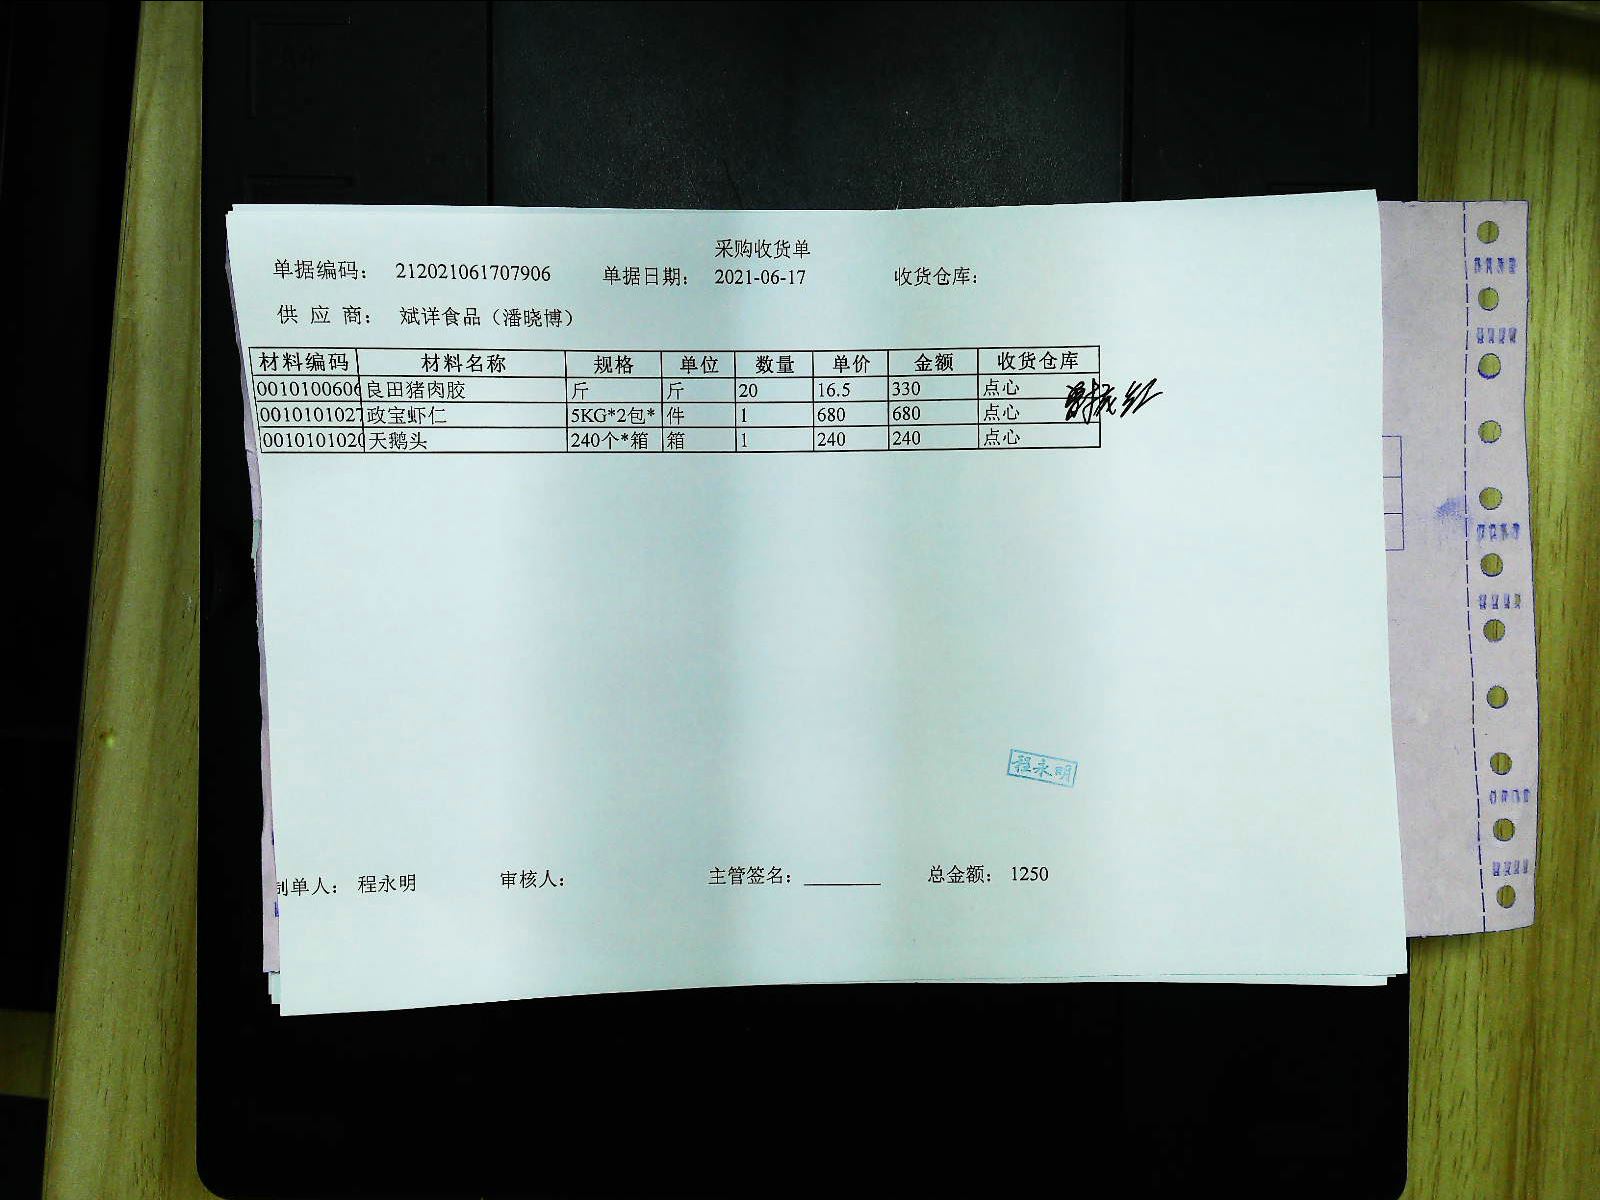 采购收货单
单据编码： 212021061707906 单据日期： 2021-06-17 收货仓库：
供 应 商： 斌洋食品（潘晓博）
材料编码 材料名称 规格 单位 数量 单价 金额 收货仓库
0010100606 良田猪肉胶 斤 斤 20 16.5 330 点心
0010101027 政宝虾仁 5KG*2包* 件 1 680 680 点心
0010101020 天鹅头 240个*箱 箱 1 240 240 点心
程永明
制单人： 程永明 审核人： 主管签名： 总金额： 1250